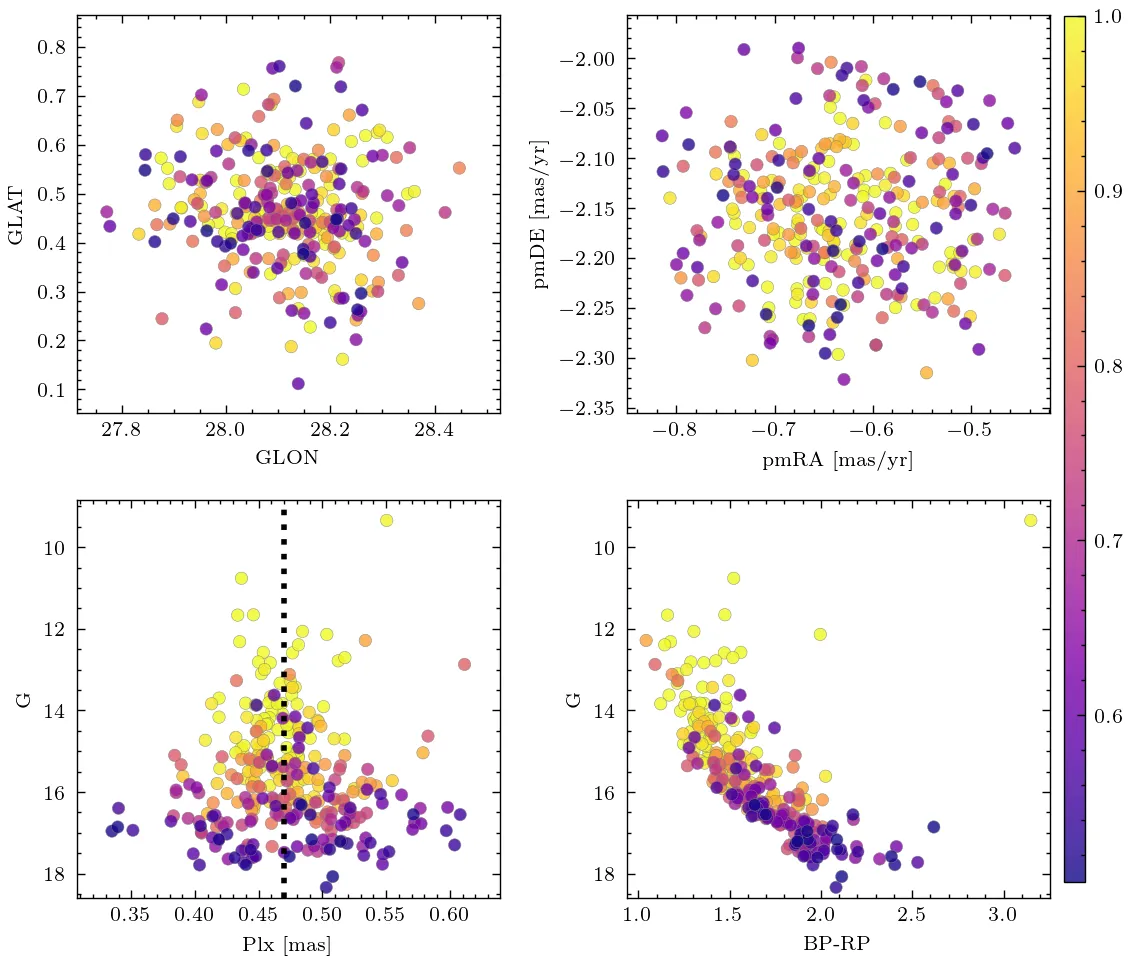 0.8
0.7
0.6
0.5
0.4
0.3
0.2
0.1
GLAT
27.8 28.0 28.2 28.4
GLON
−2.00
−2.05
−2.10
−2.15
−2.20
−2.25
−2.30
−2.35
pmDE [mas/yr]
−0.8 −0.7 −0.6 −0.5
pmRA [mas/yr]
1.0
0.9
0.8
0.7
0.6
10
12
14
16
18
G
0.35 0.40 0.45 0.50 0.55 0.60
Plx [mas]
10
12
14
16
18
G
1.0 1.5 2.0 2.5 3.0
BP-RP